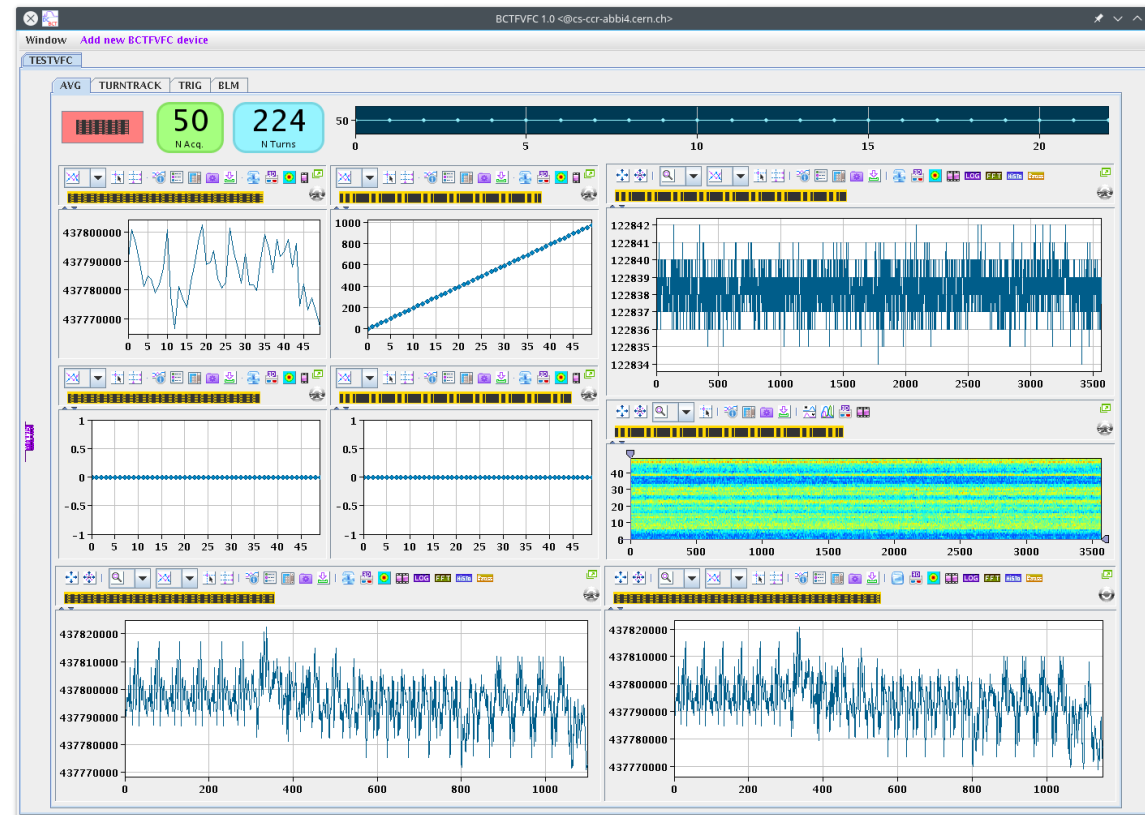 BCTFVFC 1.0 <@cs-ccr-abbi4.cern.ch>
Window Add new BCTFVFC device
TESTVFC
AVG TURNTRACK TRIG BLM
50
N Acq.
224
N Turns
50
0 5 10 15 20
437800000
437790000
437780000
437770000
0 5 10 15 20 25 30 35 40 45
1000
800
600
400
200
0
0 5 10 15 20 25 30 35 40 45
LOG FFT
122842
122841
122840
122839
122838
122837
122836
122835
122834
0 500 1000 1500 2000 2500 3000 3500
1
0.5
0
-0.5
-1
0 5 10 15 20 25 30 35 40 45
1
0.5
0
-0.5
-1
0 5 10 15 20 25 30 35 40 45
40
30
20
10
0
0 500 1000 1500 2000 2500 3000 3500
LOG FFT
437820000
437810000
437800000
437790000
437780000
437770000
0 200 400 600 800 1000
LOG FFT
437820000
437810000
437800000
437790000
437780000
437770000
0 200 400 600 800 1000